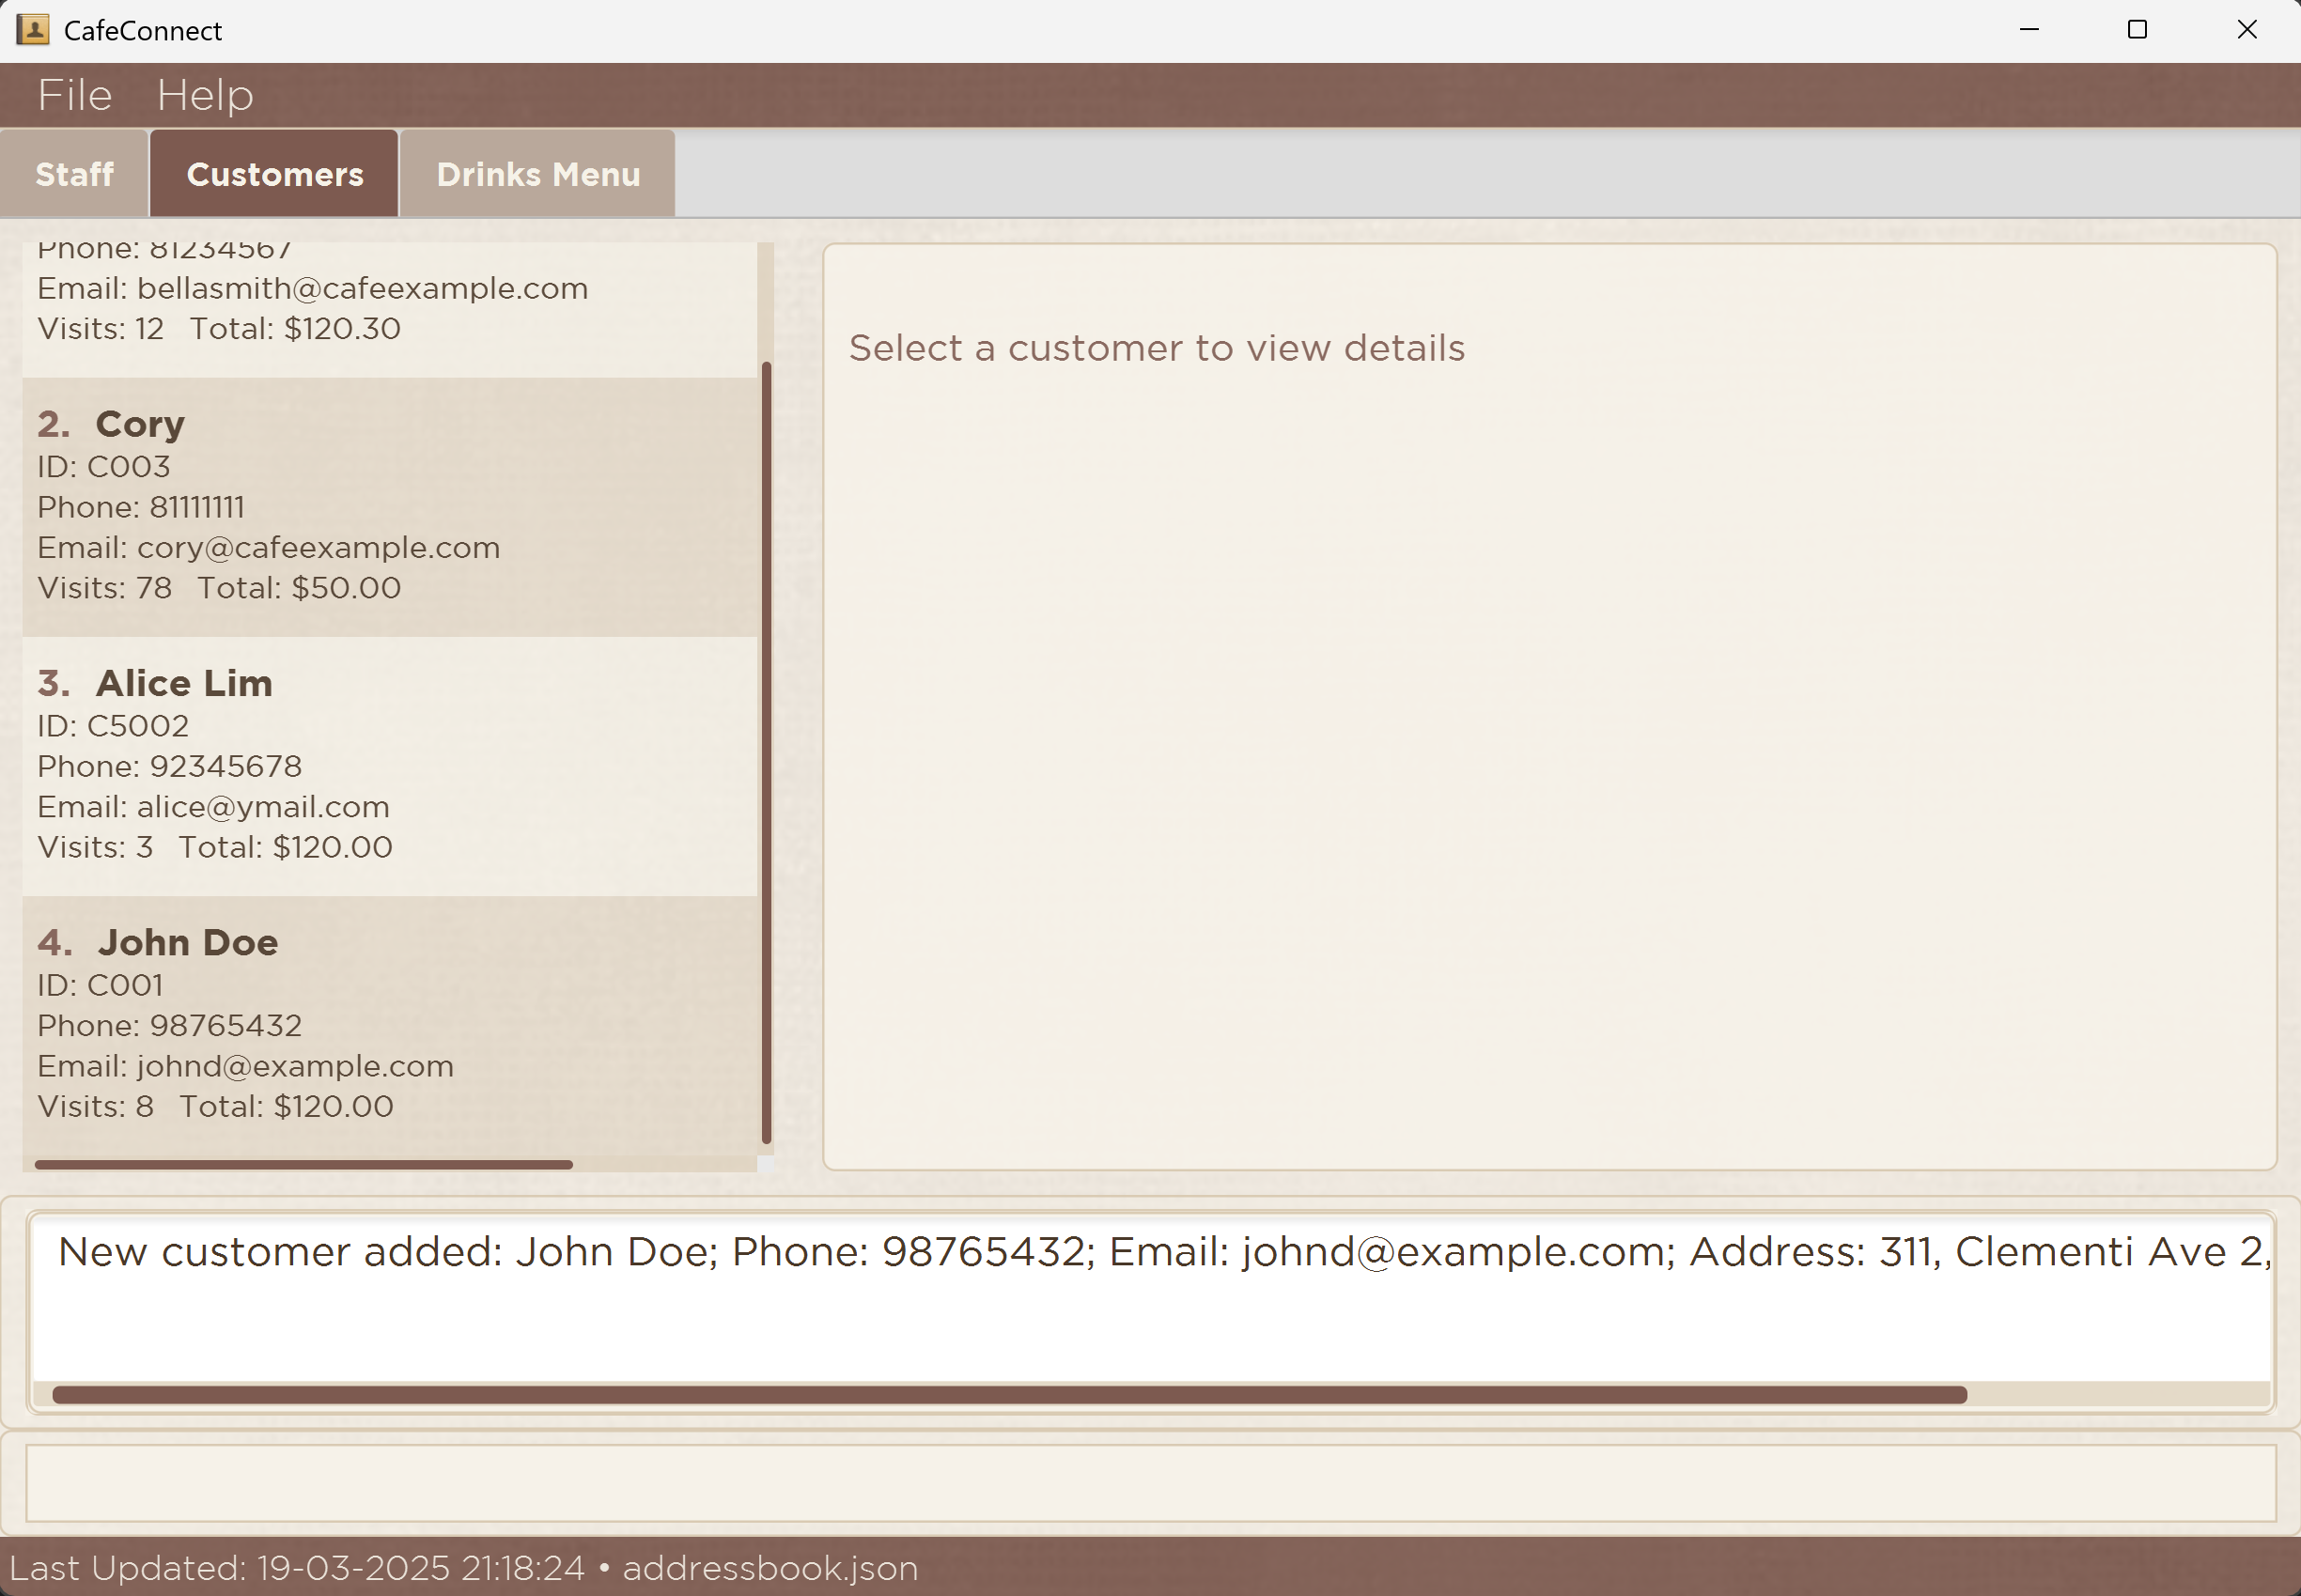 CafeConnect
File Help
Staff Customers Drinks Menu
Phone: 81234567
Email: bellasmith@cafeexample.com
Visits: 12 Total: $120.30
2. Cory
ID: C003
Phone: 81111111
Email: cory@cafeexample.com
Visits: 78 Total: $50.00
3. Alice Lim
ID: C5002
Phone: 92345678
Email: alice@ymail.com
Visits: 3 Total: $120.00
4. John Doe
ID: C001
Phone: 98765432
Email: johnd@example.com
Visits: 8 Total: $120.00
Select a customer to view details
New customer added: John Doe; Phone: 98765432; Email: johnd@example.com; Address: 311, Clementi Ave 2,
Last Updated: 19-03-2025 21:18:24 • addressbook.json